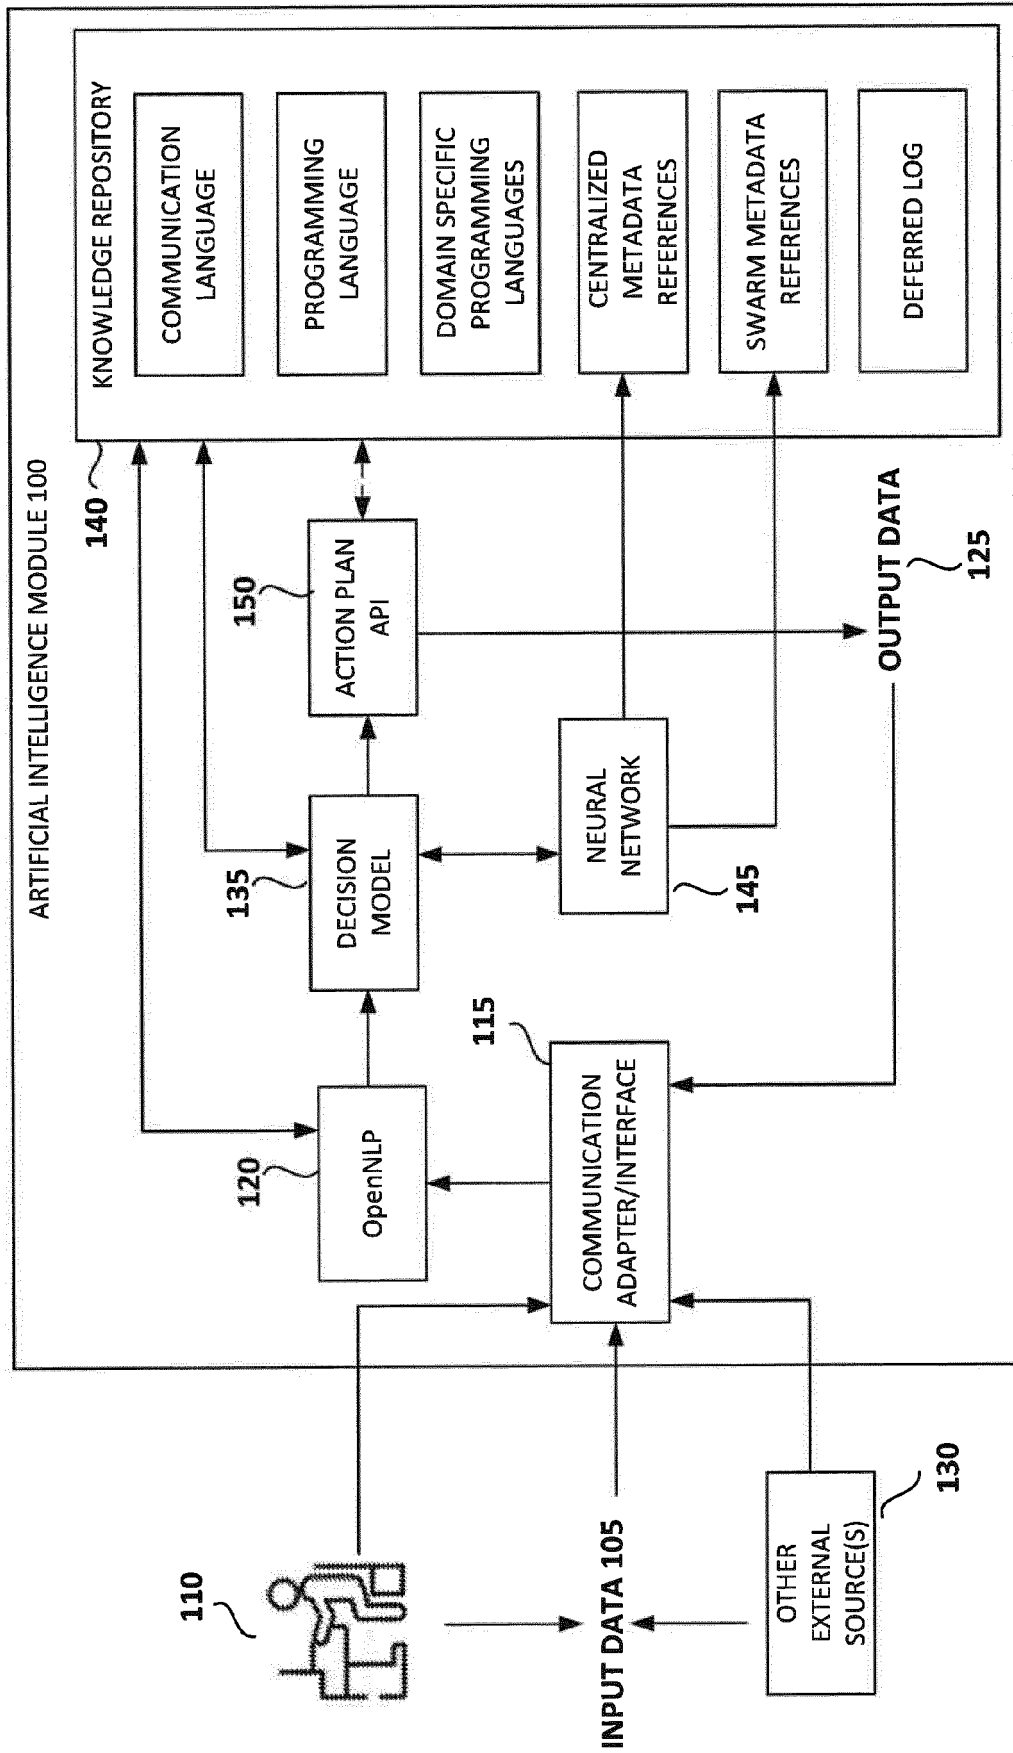 ARTIFICIAL INTELLIGENCE MODULE 100
KNOWLEDGE REPOSITORY
140
COMMUNICATION
LANGUAGE
PROGRAMMING
LANGUAGE
DOMAIN SPECIFIC
PROGRAMMING
LANGUAGES
CENTRALIZED
METADATA
REFERENCES
SWARM METADATA
REFERENCES
DEFERRED LOG
110
120
OpenNLP
135
DECISION
MODEL
150
ACTION PLAN
API
INPUT DATA 105
115
COMMUNICATION
ADAPTER/INTERFACE
NEURAL
NETWORK
145
OTHER
EXTERNAL
SOURCE(S)
130
OUTPUT DATA
125